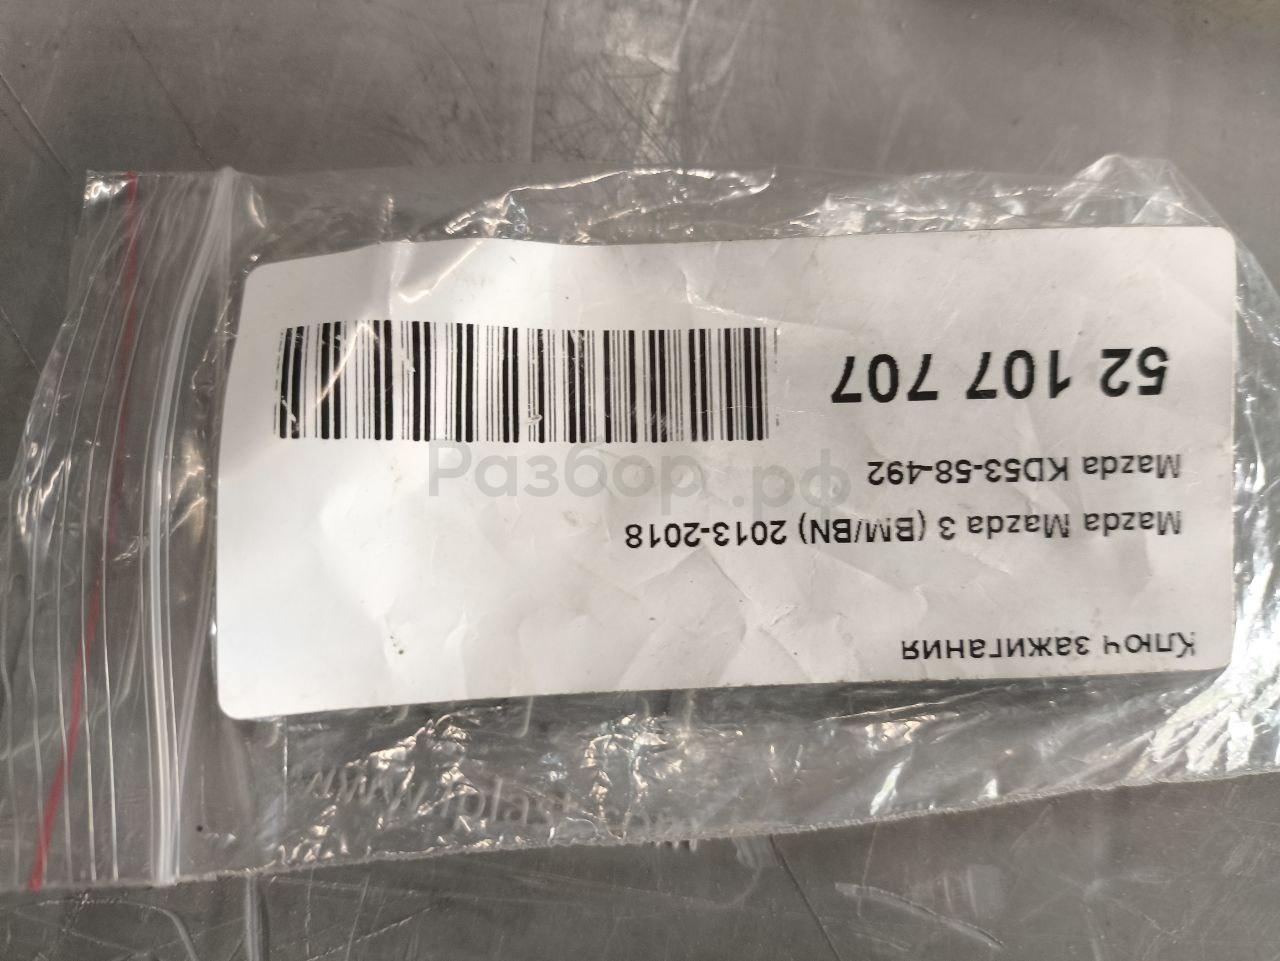 Ключ зажигания
Mazda Mazda 3 (BM/BN) 2013-2018
Mazda KD53-58-492
52 107 707
Разбор.рф